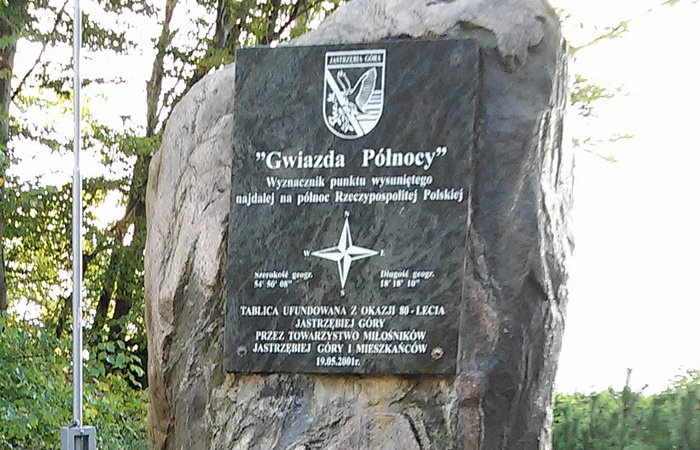 JASTRZĘBIA GÓRA
"Gwiazda Północy"
Wyznacznik punktu wysuniętego
najdalej na północ Rzeczypospolitej Polskiej
N
W E
S
Szerokość geogr. Długość geogr.
54° 50' 08" 18° 18' 10"
TABLICA UFUNDOWANA Z OKAZJI 80-LECIA
JASTRZĘBIEJ GÓRY
PRZEZ TOWARZYSTWO MIŁOŚNIKÓW
JASTRZĘBIEJ GÓRY I MIESZKAŃCÓW
19.05.2001r.